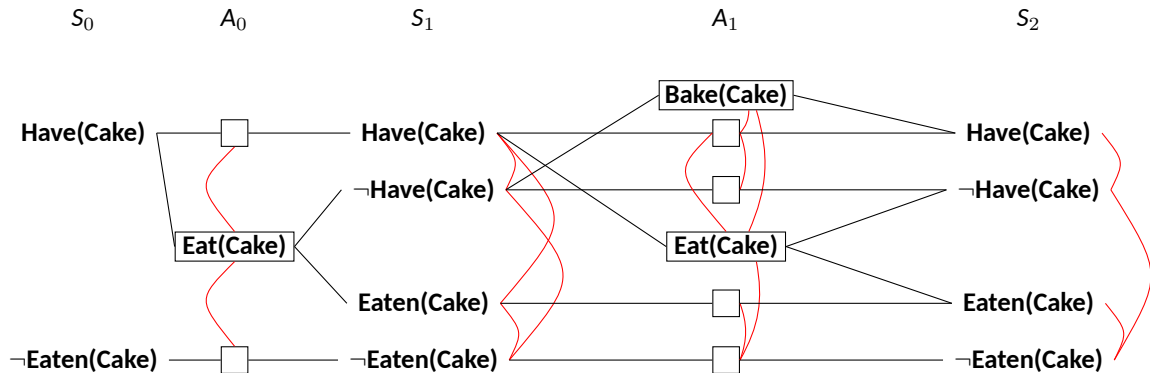 S₀ A₀ S₁ A₁ S₂
Bake(Cake)
Have(Cake) Have(Cake) Have(Cake)
¬Have(Cake) ¬Have(Cake)
Eat(Cake) Eat(Cake)
Eaten(Cake) Eaten(Cake)
¬Eaten(Cake) ¬Eaten(Cake) ¬Eaten(Cake)